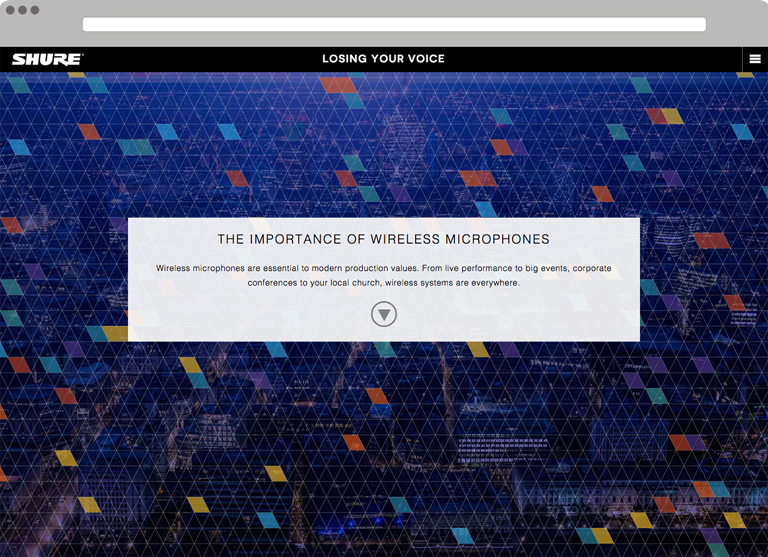 SHURE
LOSING YOUR VOICE
THE IMPORTANCE OF WIRELESS MICROPHONES
Wireless microphones are essential to modern production values. From live performance to big events, corporate
conferences to your local church, wireless systems are everywhere.